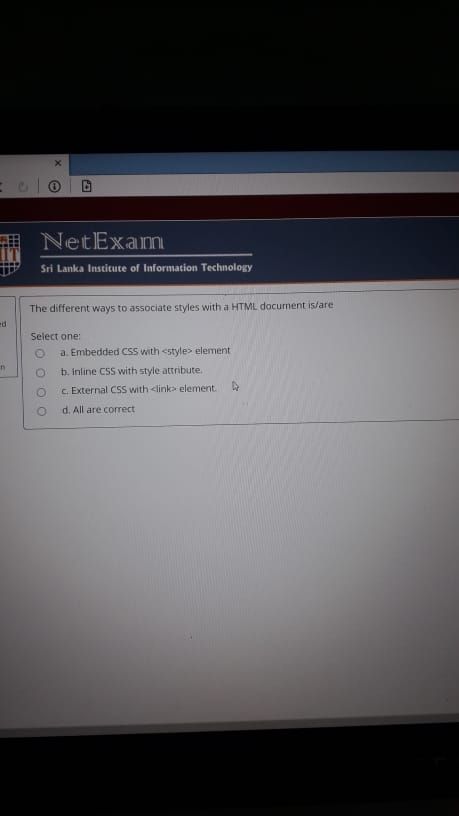 NetExam
Sri Lanka Institute of Information Technology
The different ways to associate styles with a HTML document is/are
Select one:
a. Embedded CSS with <style> element
b. Inline CSS with style attribute.
c. External CSS with <link> element.
d. All are correct